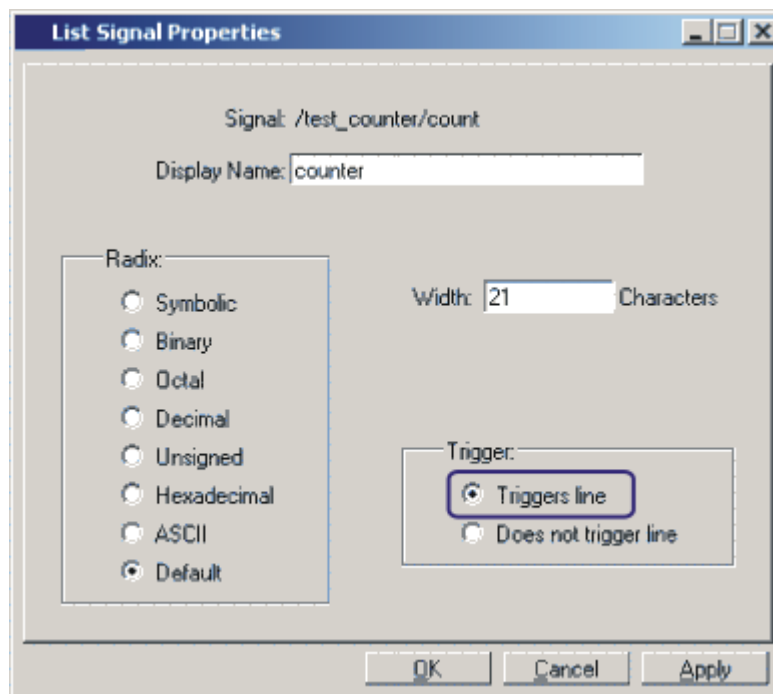 List Signal Properties
Signal: /test_counter/count
Display Name: counter
Radix:
Symbolic
Binary
Octal
Decimal
Unsigned
Hexadecimal
ASCII
Default
Width: 21 Characters
Trigger:
Triggers line
Does not trigger line
OK Cancel Apply